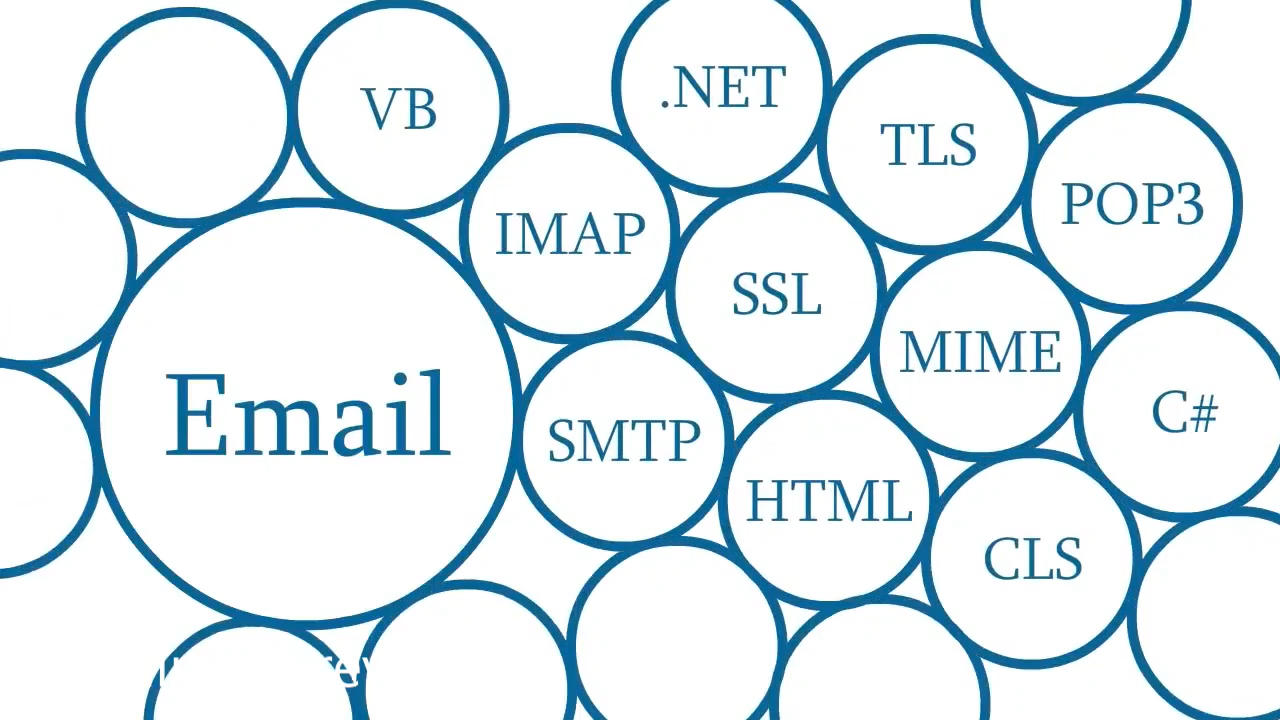 VB
.NET
TLS
POP3
IMAP
SSL
MIME
Email
SMTP
C#
HTML
CLS